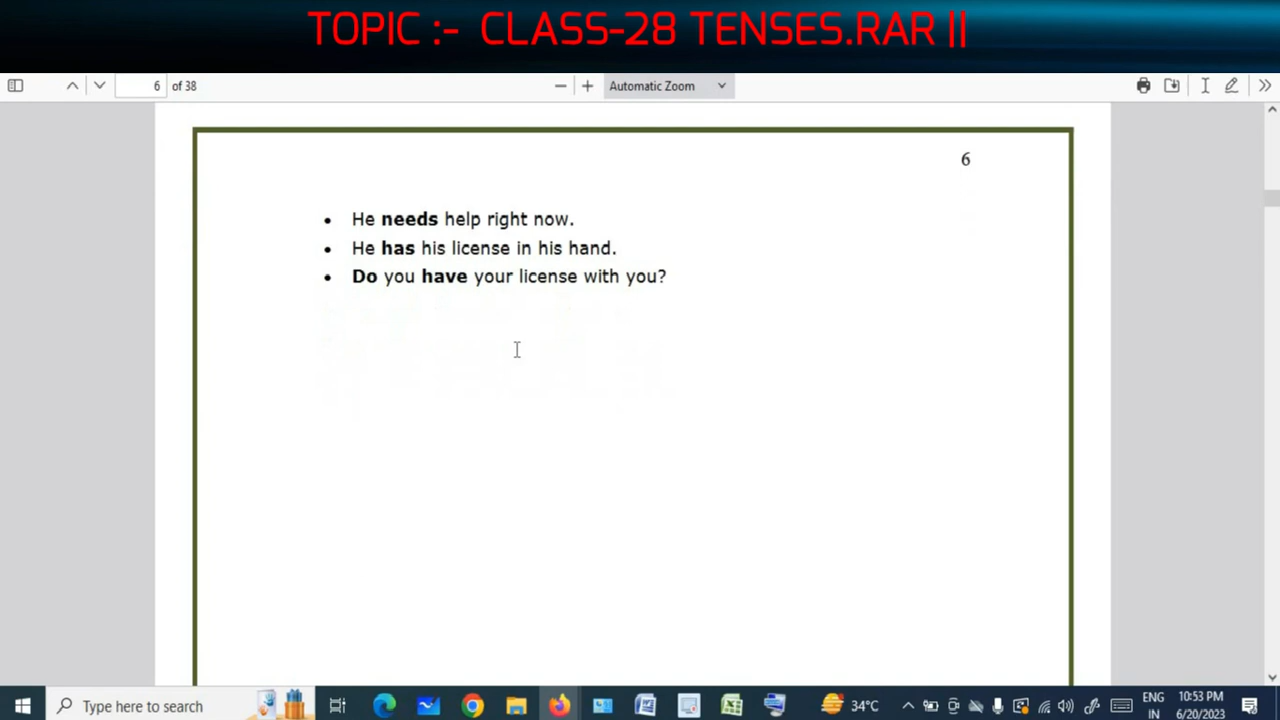 TOPIC :- CLASS-28 TENSES.RAR ||
6 of 38
Automatic Zoom
6
• He needs help right now.
• He has his license in his hand.
• Do you have your license with you?
Type here to search
34°C
ENG
IN
10:53 PM
6/20/2023